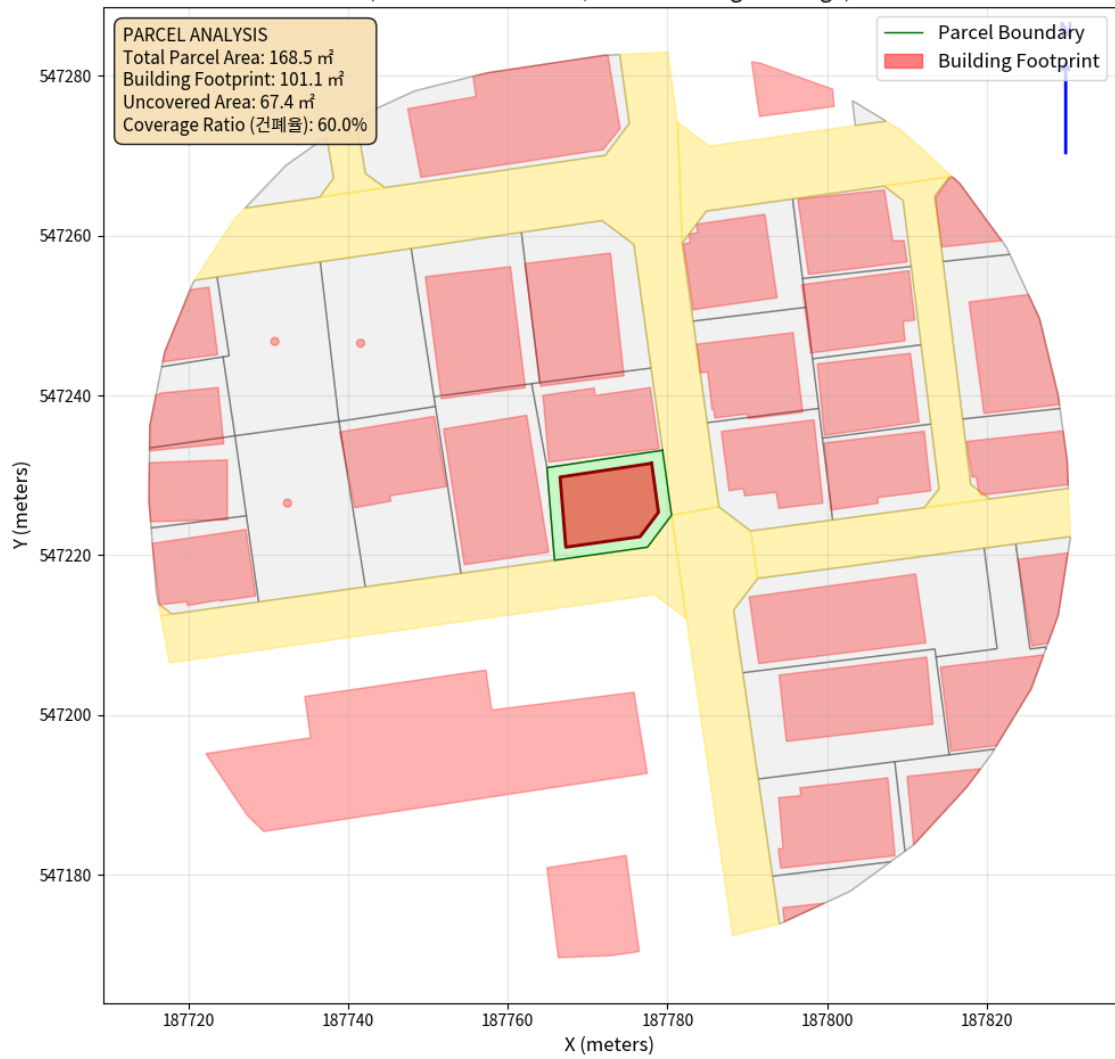 PARCEL ANALYSIS
Total Parcel Area: 168.5 ㎡
Building Footprint: 101.1 ㎡
Uncovered Area: 67.4 ㎡
Coverage Ratio (건폐율): 60.0%
Parcel Boundary
Building Footprint
N
547280
547260
547240
547220
547200
547180
Y (meters)
187720
187740
187760
187780
187800
187820
X (meters)